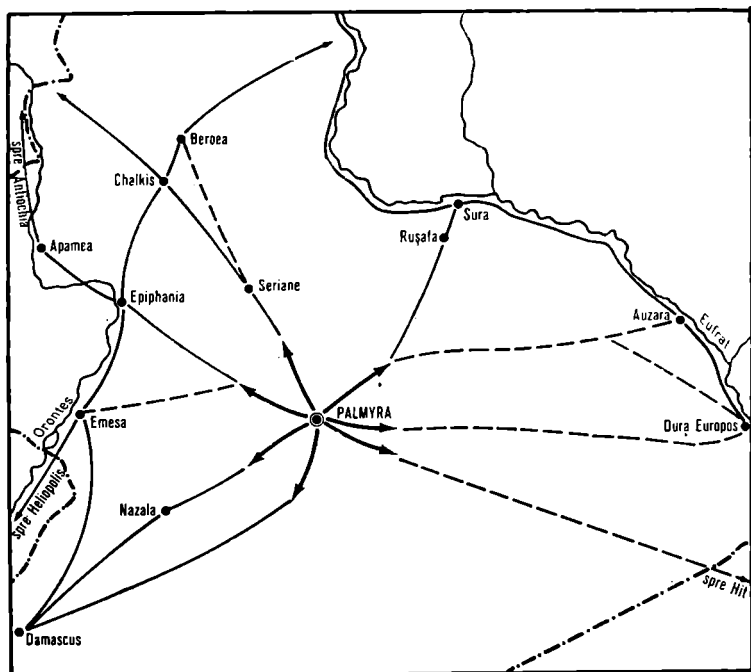 Beroea
spre Antiochia
Chalkis
Sura
Rușafa
Apamea
Seriane
Epiphania
Auzara
Eufrat
Orontes
Emesa
PALMYRA
Dura Europos
spre Heliopolis
Nazala
spre Hit
Damascus